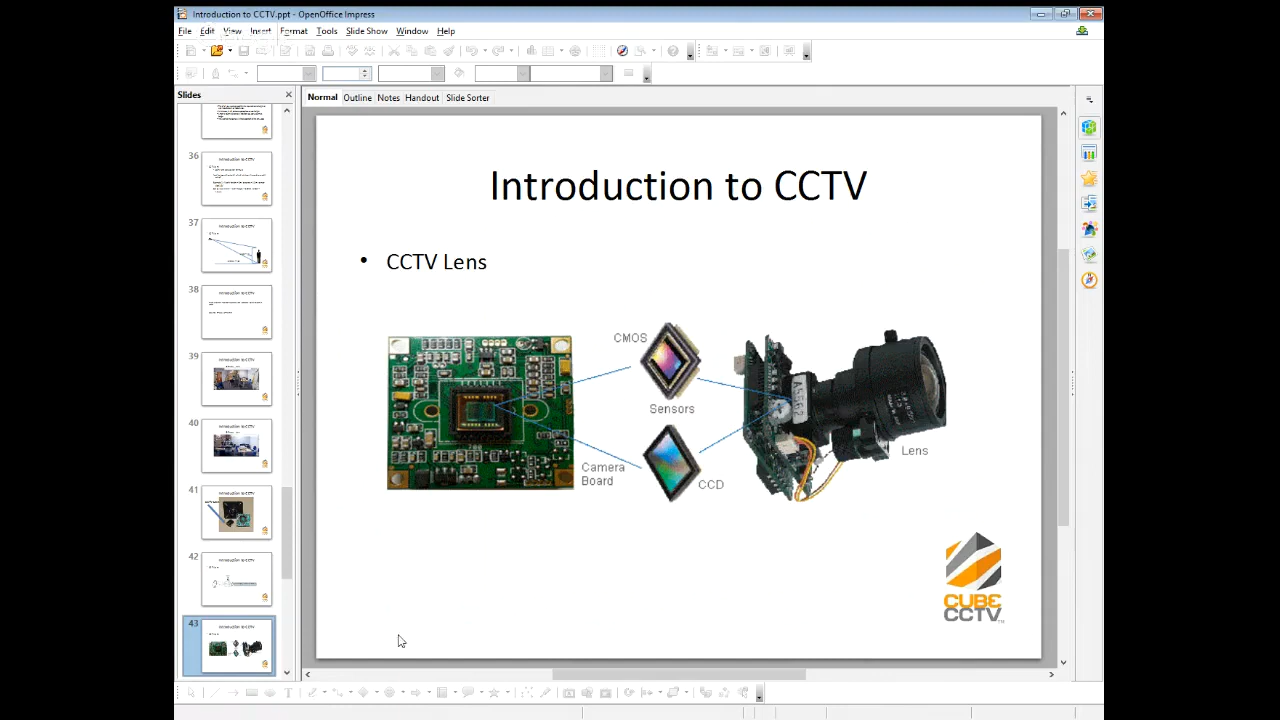 Introduction to CCTV.ppt - OpenOffice Impress
File Edit View Insert Format Tools Slide Show Window Help
Slides
Normal Outline Notes Handout Slide Sorter
36
37
38
39
40
41
42
43
Introduction to CCTV
• CCTV Lens
CMOS
Sensors
Camera
Board
CCD
Lens
CUBE
CCTV